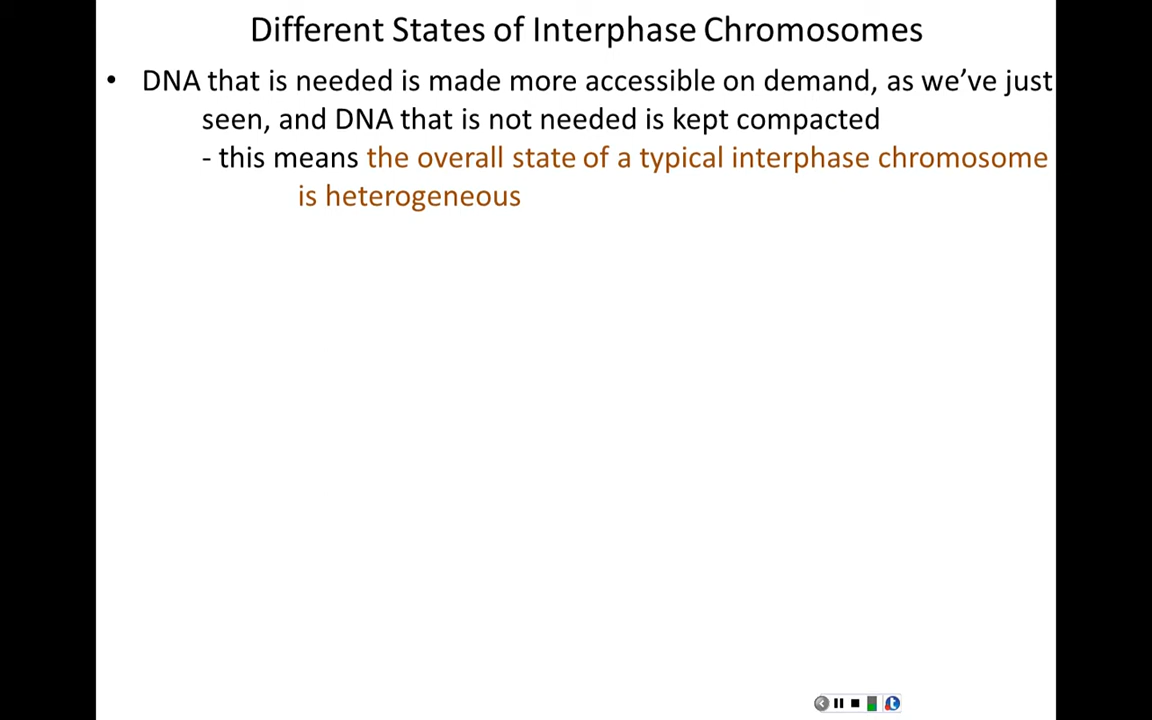 Different States of Interphase Chromosomes
• DNA that is needed is made more accessible on demand, as we’ve just
seen, and DNA that is not needed is kept compacted
- this means the overall state of a typical interphase chromosome
is heterogeneous